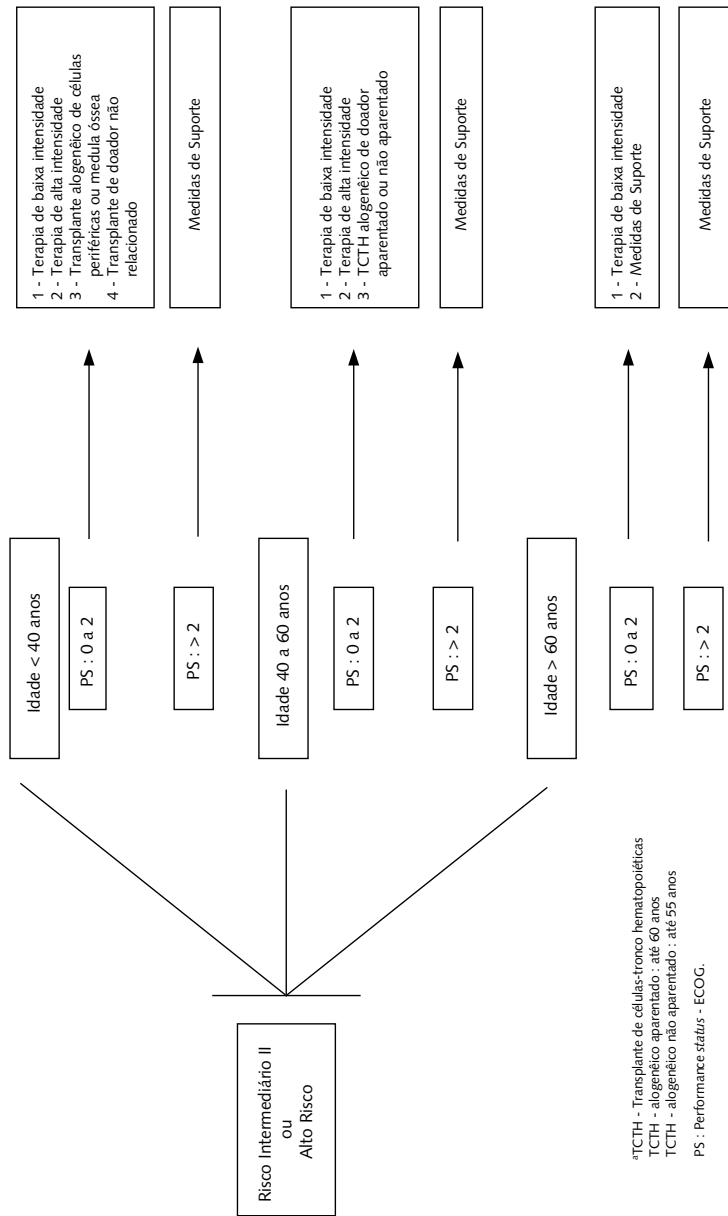 Risco Intermediário II
ou
Alto Risco
Idade < 40 anos
PS : 0 a 2
1 - Terapia de baixa intensidade
2 - Terapia de alta intensidade
3 - Transplante alogenêico de células
periféricas ou medula óssea
4 - Transplante de doador não
relacionado
PS : > 2
Medidas de Suporte
Idade 40 a 60 anos
PS : 0 a 2
1 - Terapia de baixa intensidade
2 - Terapia de alta intensidade
3 - TCTH alogenêico de doador
aparentado ou não aparentado
PS : > 2
Medidas de Suporte
Idade > 60 anos
PS : 0 a 2
1 - Terapia de baixa intensidade
2 - Medidas de Suporte
PS : > 2
Medidas de Suporte
ªTCTH - Transplante de células-tronco hematopoiéticas
TCTH - alogenêico aparentado : até 60 anos
TCTH - alogenêico não aparentado : até 55 anos
PS : Performance status - ECOG.